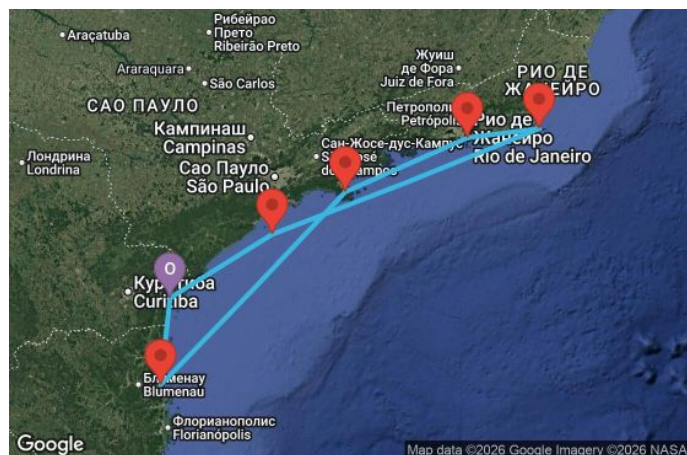 Araçatuba
Рибейрао
Прето
Ribeirão Preto
Araraquara
São Carlos
Жуиш
де Фора
Juiz de Fora
РИО ДЕ
ЖАНЕЙРО
САО ПАУЛО
Кампинаш
Campinas
Петрополис
Petrópolis
Рио де
Жанейро
Rio de Janeiro
Лондрина
Londrina
Сан-Жосе-дус-Кампус
São José
dos Campos
Сао Пауло
São Paulo
Куритиба
Curitiba
O
Блуменау
Blumenau
Флорианополис
Florianópolis
Google
Map data ©2026 Google Imagery ©2026 NASA